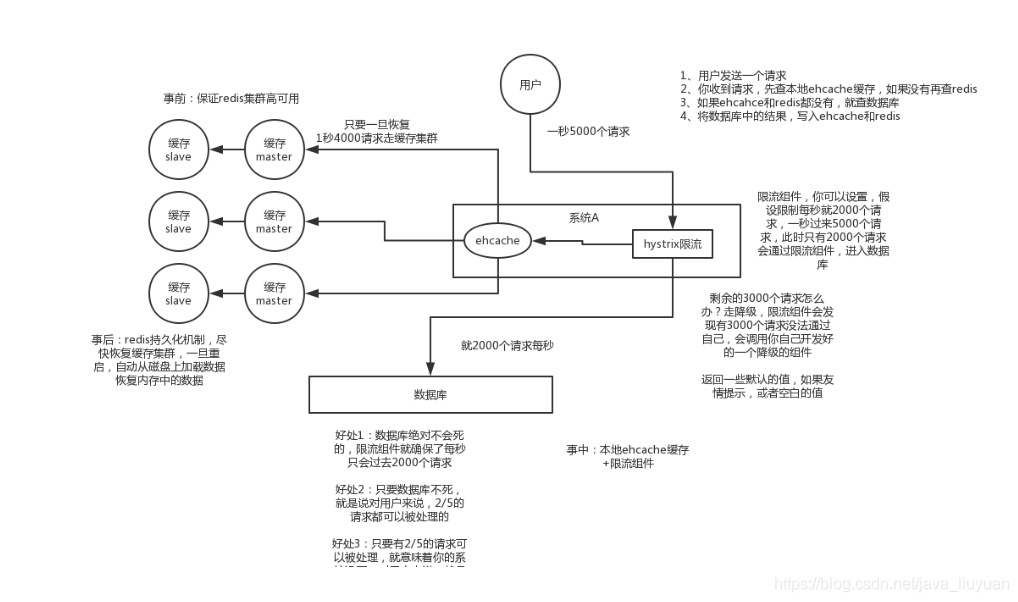 用户
1、用户发送一个请求
2、你收到请求，先查本地ehcache缓存，如果没有再查redis
3、如果ehcahce和redis都没有，就查数据库
4、将数据库中的结果，写入ehcache和redis
事前：保证redis集群高可用
只要一旦恢复
1秒4000请求走缓存集群
一秒5000个请求
缓存
slave
缓存
master
缓存
slave
缓存
master
缓存
slave
缓存
master
系统A
ehcache
hystrix限流
限流组件，你可以设置，假
设限制每秒就2000个请
求，一秒过来5000个请
求，此时只有2000个请求
会通过限流组件，进入数据
库
剩余的3000个请求怎么
办？走降级，限流组件会发
现有3000个请求没法通过
自己，会调用你自己开发好
的一个降级的组件
返回一些默认的值，如果友
情提示，或者空白的值
事后：redis持久化机制，尽
快恢复缓存集群，一旦重
启，自动从磁盘上加载数据
恢复内存中的数据
就2000个请求每秒
数据库
好处1：数据库绝对不会死
的，限流组件就确保了每秒
只会过去2000个请求
好处2：只要数据库不死，
就是说对用户来说，2/5的
请求都可以被处理的
好处3：只要有2/5的请求可
以被处理，就意味着你的系
事中：本地ehcache缓存
+限流组件
https://blog.csdn.net/java_liuyuan